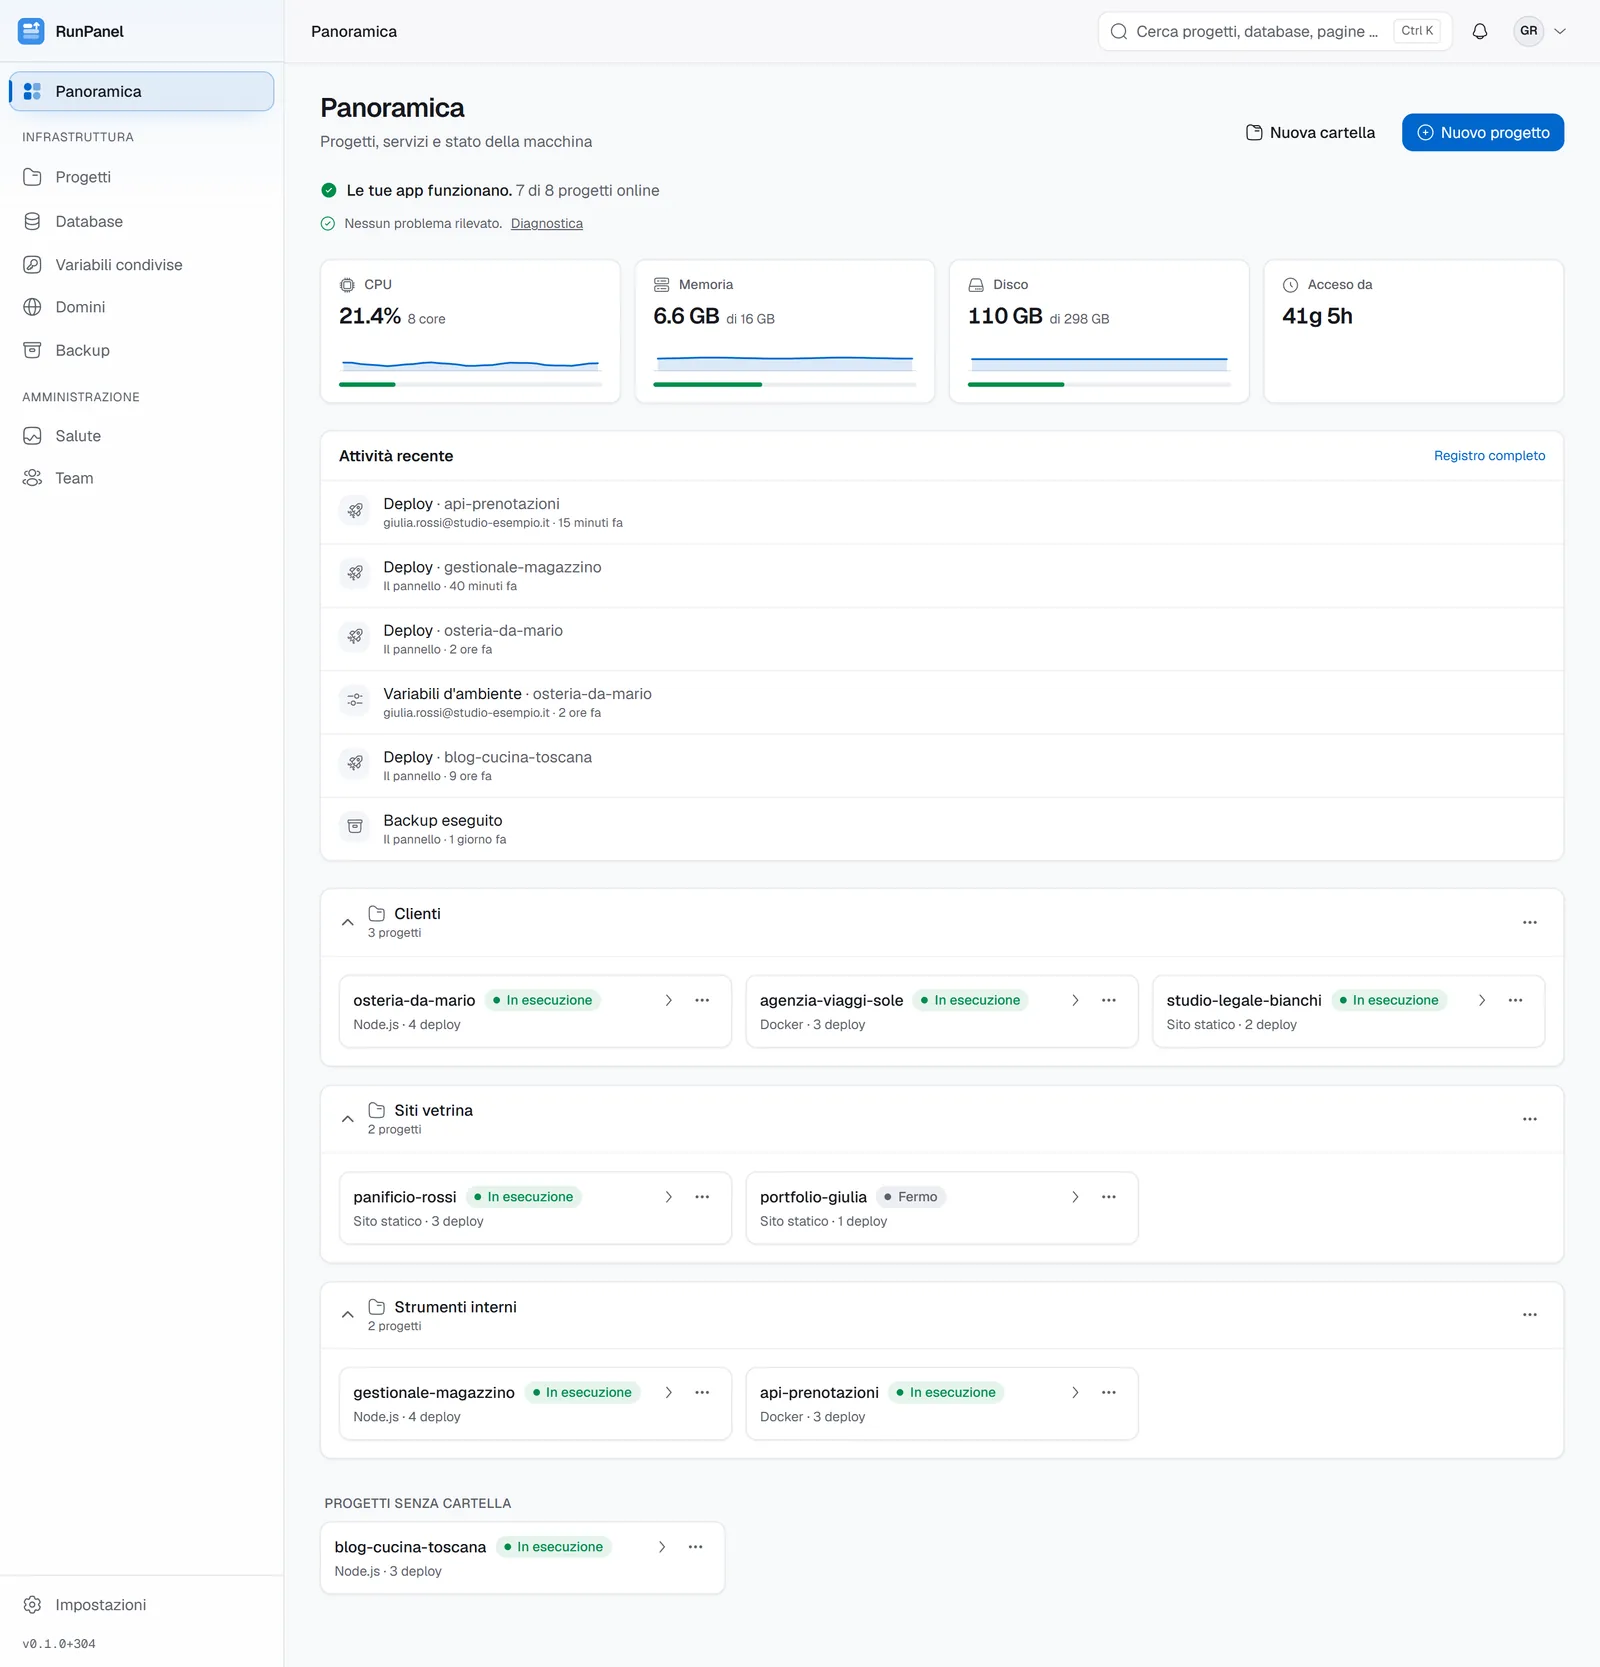 RunPanel
Panoramica
Cerca progetti, database, pagine ...
Ctrl K
GR
Panoramica
INFRASTRUTTURA
Progetti
Database
Variabili condivise
Domini
Backup
AMMINISTRAZIONE
Salute
Team
Impostazioni
v0.1.0+304
Panoramica
Progetti, servizi e stato della macchina
Nuova cartella
Nuovo progetto
Le tue app funzionano. 7 di 8 progetti online
Nessun problema rilevato. Diagnostica
CPU
21.4% 8 core
Memoria
6.6 GB di 16 GB
Disco
110 GB di 298 GB
Acceso da
41g 5h
Attività recente
Registro completo
Deploy · api-prenotazioni
giulia.rossi@studio-esempio.it · 15 minuti fa
Deploy · gestionale-magazzino
Il pannello · 40 minuti fa
Deploy · osteria-da-mario
Il pannello · 2 ore fa
Variabili d'ambiente · osteria-da-mario
giulia.rossi@studio-esempio.it · 2 ore fa
Deploy · blog-cucina-toscana
Il pannello · 9 ore fa
Backup eseguito
Il pannello · 1 giorno fa
Clienti
3 progetti
osteria-da-mario In esecuzione
Node.js · 4 deploy
agenzia-viaggi-sole In esecuzione
Docker · 3 deploy
studio-legale-bianchi In esecuzione
Sito statico · 2 deploy
Siti vetrina
2 progetti
panificio-rossi In esecuzione
Sito statico · 3 deploy
portfolio-giulia Fermo
Sito statico · 1 deploy
Strumenti interni
2 progetti
gestionale-magazzino In esecuzione
Node.js · 4 deploy
api-prenotazioni In esecuzione
Docker · 3 deploy
PROGETTI SENZA CARTELLA
blog-cucina-toscana In esecuzione
Node.js · 3 deploy